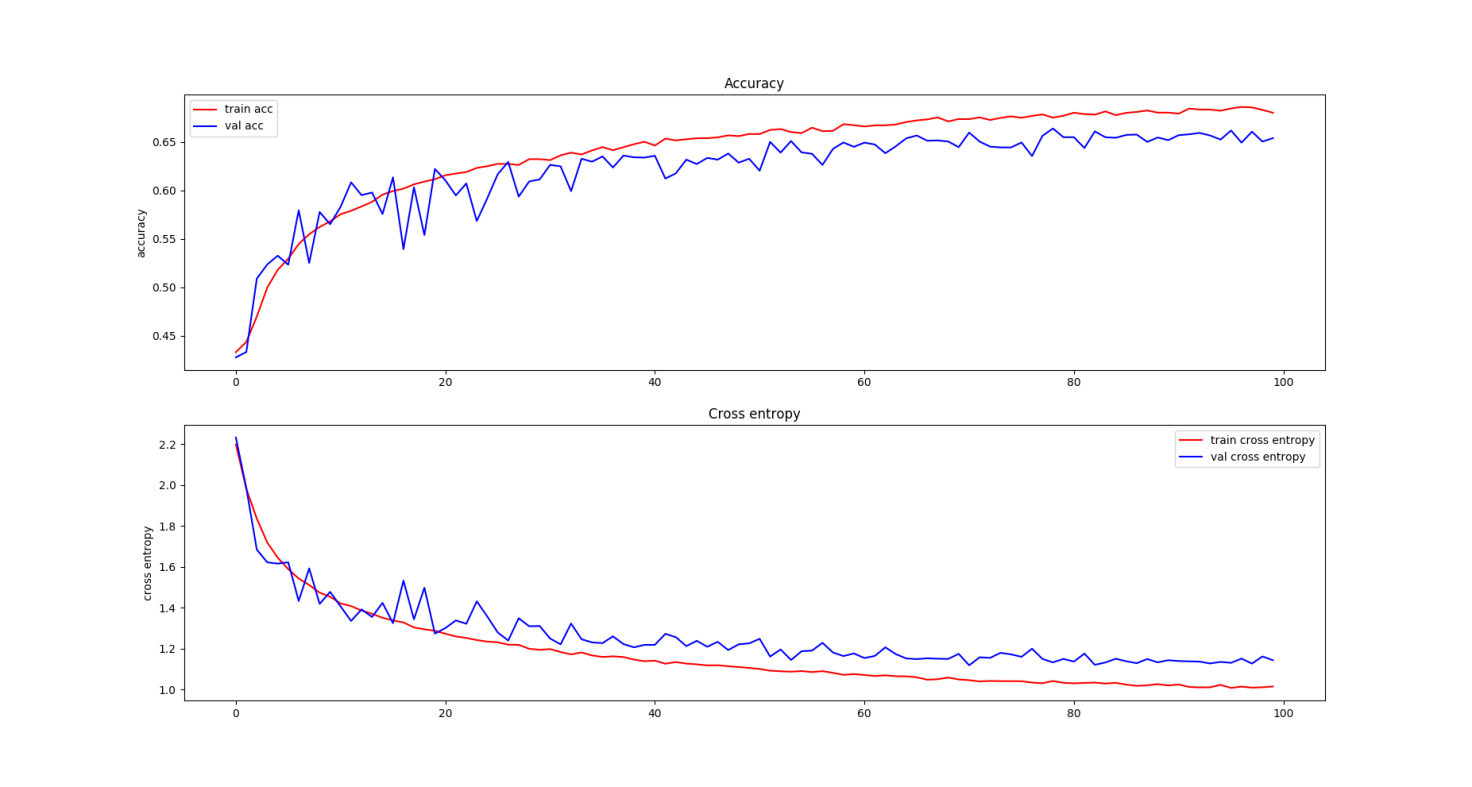 Accuracy
train acc
val acc
accuracy
0.65
0.60
0.55
0.50
0.45
0 20 40 60 80 100
Cross entropy
train cross entropy
val cross entropy
cross entropy
2.2
2.0
1.8
1.6
1.4
1.2
1.0
0 20 40 60 80 100